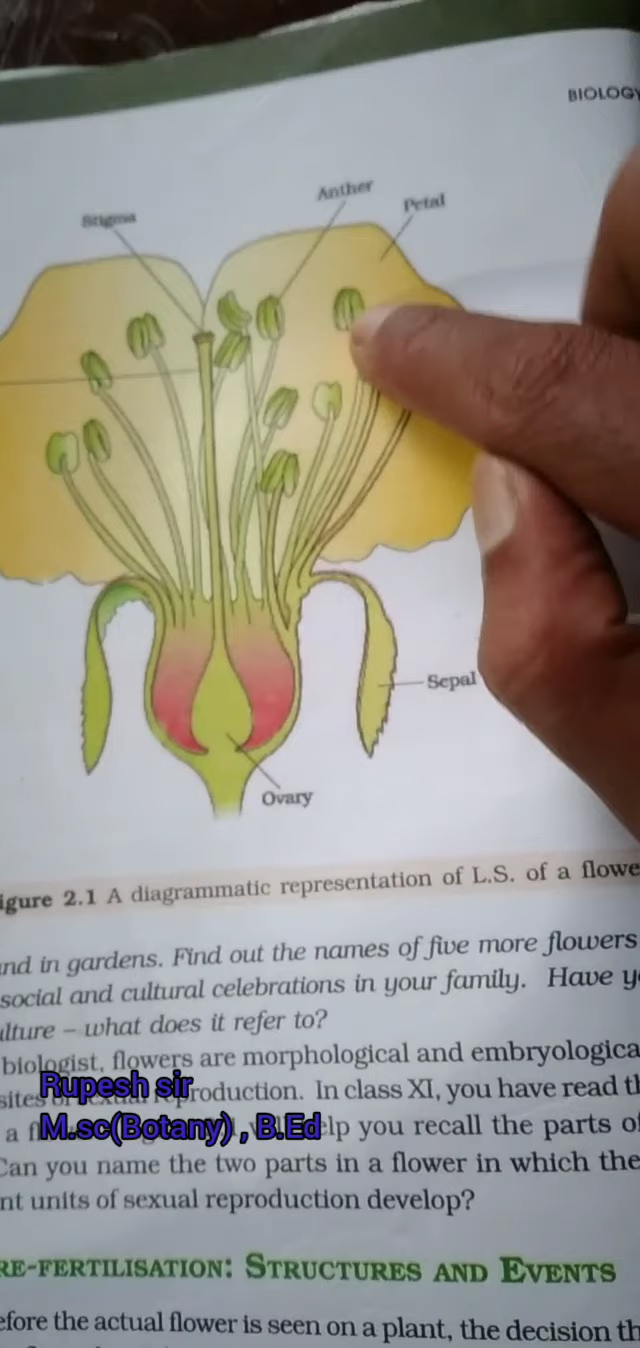 BIOLOGY
Anther
Petal
Stigma
Sepal
Ovary
igure 2.1 A diagrammatic representation of L.S. of a flowe
nd in gardens. Find out the names of five more flowers
social and cultural celebrations in your family. Have y
lture – what does it refer to?
biologist, flowers are morphological and embryologica
sites production. In class XI, you have read t
Rupesh sir
a elp you recall the parts o
M.sc(Botany) , B.Ed
Can you name the two parts in a flower in which the
nt units of sexual reproduction develop?
RE-FERTILISATION: STRUCTURES AND EVENTS
efore the actual flower is seen on a plant, the decision th